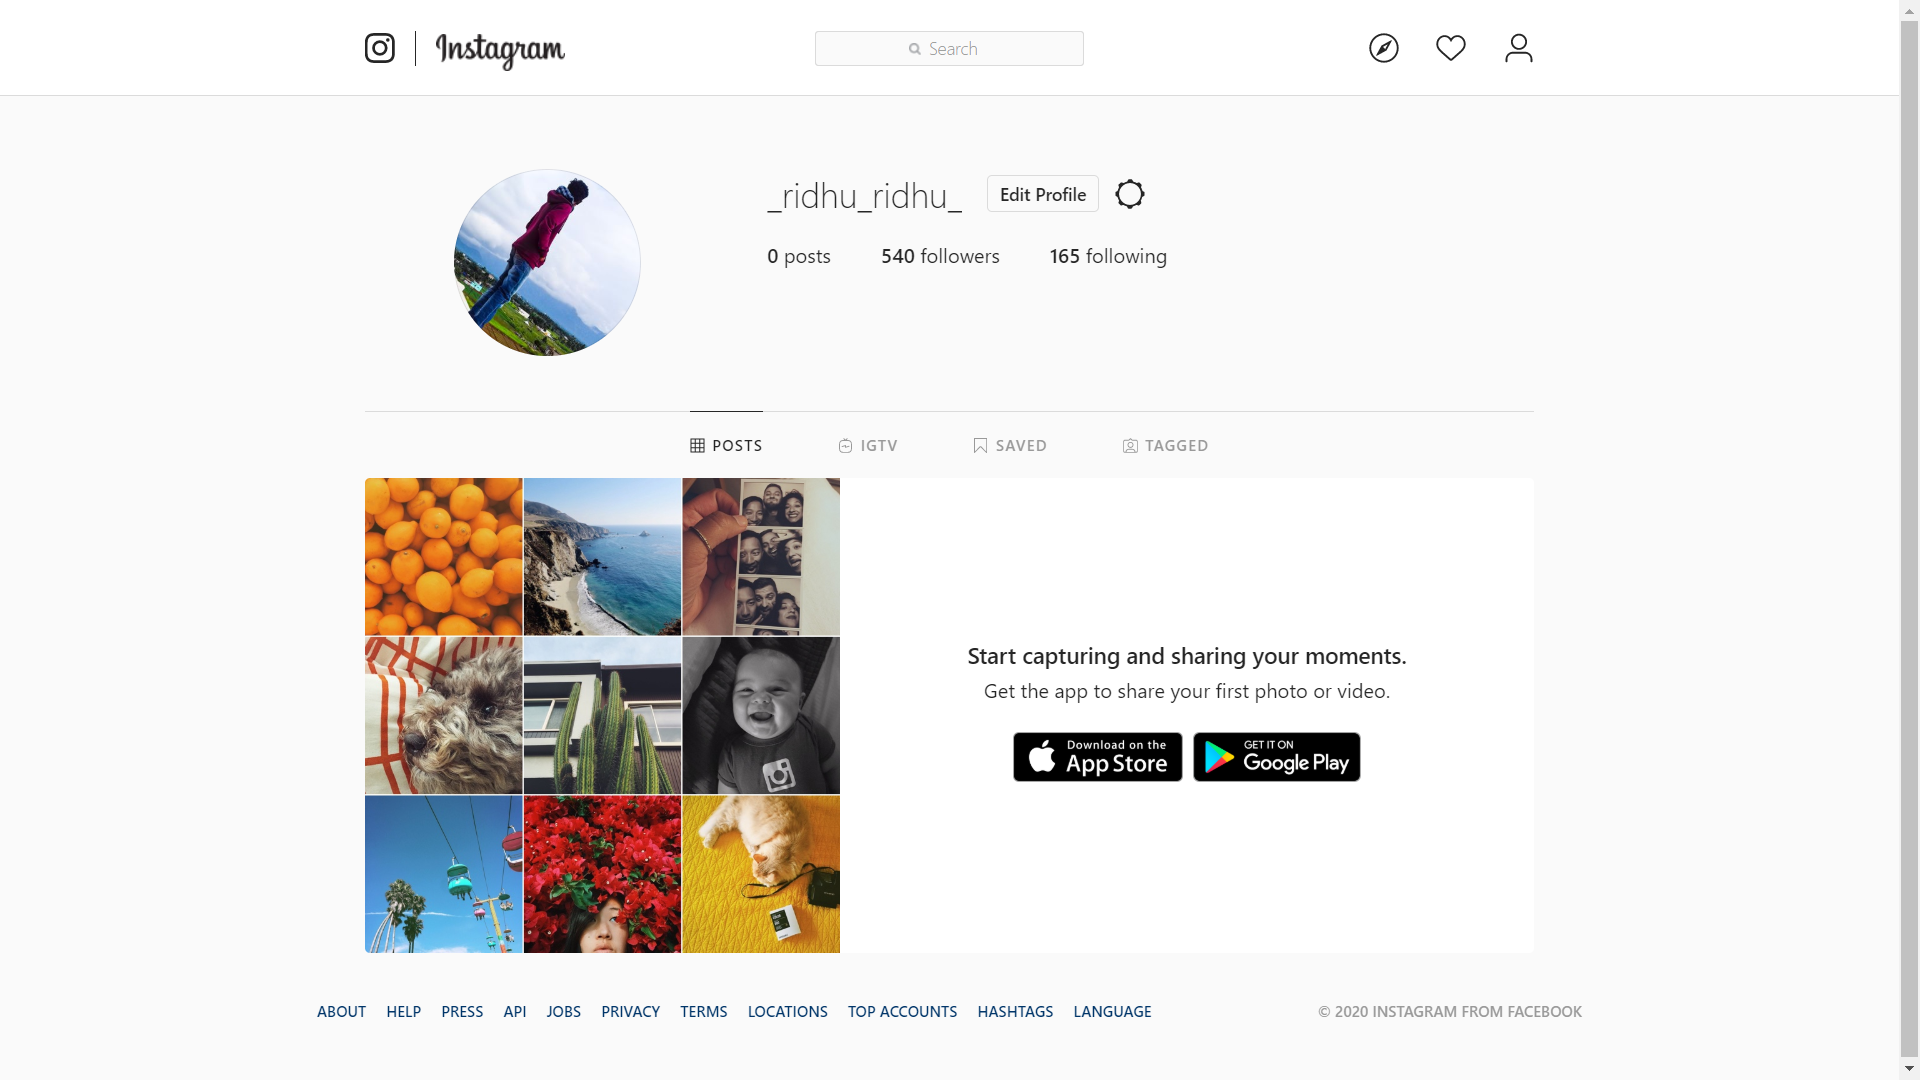 Instagram
Search
_ridhu_ridhu_ Edit Profile
0 posts 540 followers 165 following
POSTS IGTV SAVED TAGGED
Start capturing and sharing your moments.
Get the app to share your first photo or video.
Download on the App Store
GET IT ON Google Play
ABOUT HELP PRESS API JOBS PRIVACY TERMS LOCATIONS TOP ACCOUNTS HASHTAGS LANGUAGE
© 2020 INSTAGRAM FROM FACEBOOK